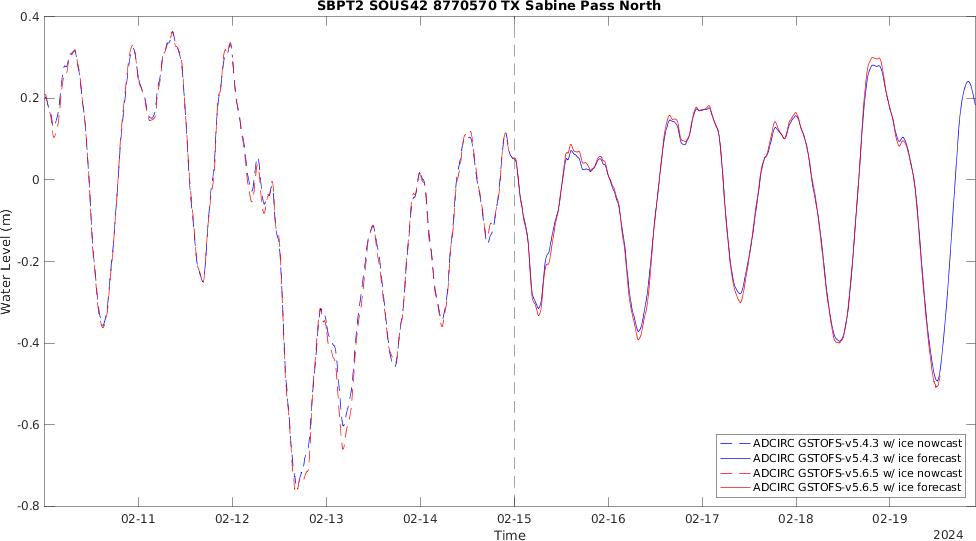 SBPT2 SOUS42 8770570 TX Sabine Pass North
Water Level (m)
0.4
0.2
0
-0.2
-0.4
-0.6
-0.8
ADCIRC GSTOFS-v5.4.3 w/ ice nowcast
ADCIRC GSTOFS-v5.4.3 w/ ice forecast
ADCIRC GSTOFS-v5.6.5 w/ ice nowcast
ADCIRC GSTOFS-v5.6.5 w/ ice forecast
02-11 02-12 02-13 02-14 02-15 02-16 02-17 02-18 02-19
Time
2024